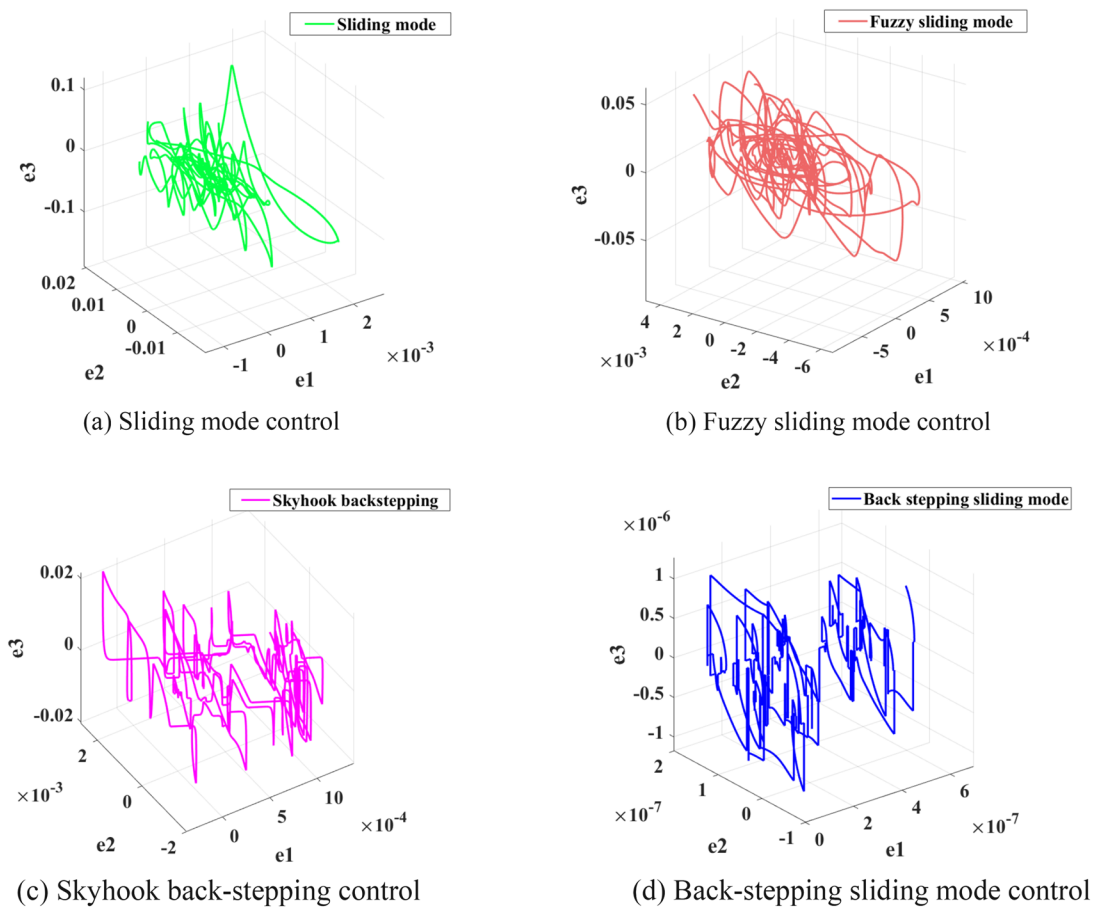 Sliding mode
0.1
0
-0.1
e3
0.02
0.01
0
-0.01
e2
-1
0
1
2
×10⁻³
e1
(a) Sliding mode control
Fuzzy sliding mode
0.05
0
-0.05
e3
4
2
0
-2
-4
-6
×10⁻³
e2
-5
0
5
10
×10⁻⁴
e1
(b) Fuzzy sliding mode control
Skyhook backstepping
0.02
0
-0.02
e3
2
0
-2
×10⁻³
e2
0
5
10
×10⁻⁴
e1
(c) Skyhook back-stepping control
Back stepping sliding mode
×10⁻⁶
1
0.5
0
-0.5
-1
e3
2
1
0
-1
×10⁻⁷
e2
0
2
4
6
×10⁻⁷
e1
(d) Back-stepping sliding mode control